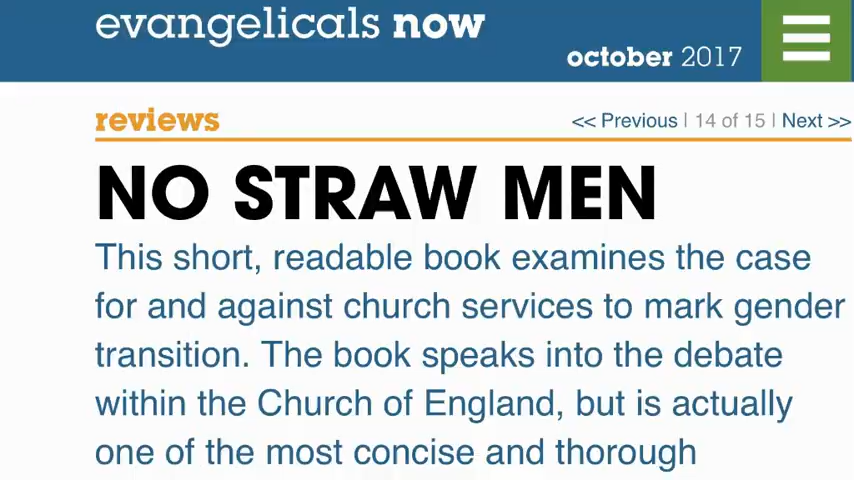 evangelicals now
october 2017
reviews
<< Previous | 14 of 15 | Next >>
NO STRAW MEN
This short, readable book examines the case
for and against church services to mark gender
transition. The book speaks into the debate
within the Church of England, but is actually
one of the most concise and thorough